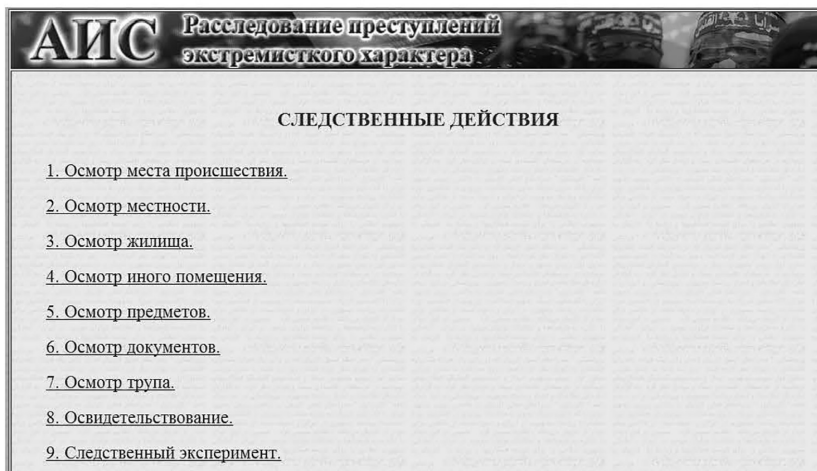 АИС
Расследование преступлений
экстремисткого характера
СЛЕДСТВЕННЫЕ ДЕЙСТВИЯ
1. Осмотр места происшествия.
2. Осмотр местности.
3. Осмотр жилища.
4. Осмотр иного помещения.
5. Осмотр предметов.
6. Осмотр документов.
7. Осмотр трупа.
8. Освидетельствование.
9. Следственный эксперимент.